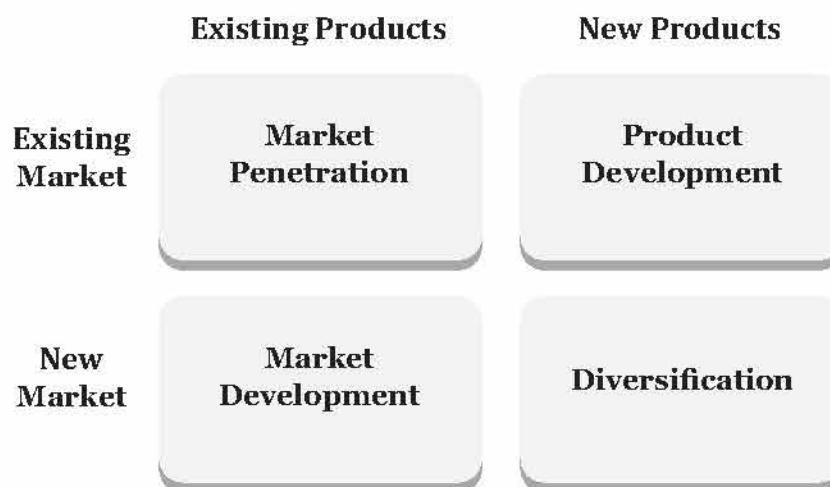 Existing Products
New Products
Existing
Market
Market
Penetration
Product
Development
New
Market
Market
Development
Diversification